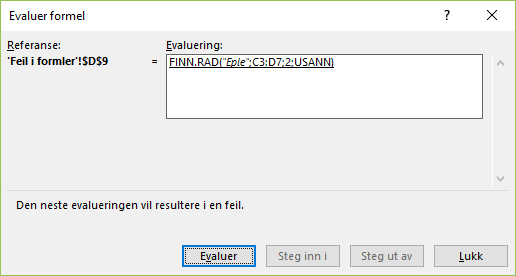 Evaluer formel
Referanse:
Evaluering:
'Feil i formler'!$D$9
=
FINN.RAD("Eple";C3:D7;2;USANN)
Den neste evalueringen vil resultere i en feil.
Evaluer
Steg inn i
Steg ut av
Lukk